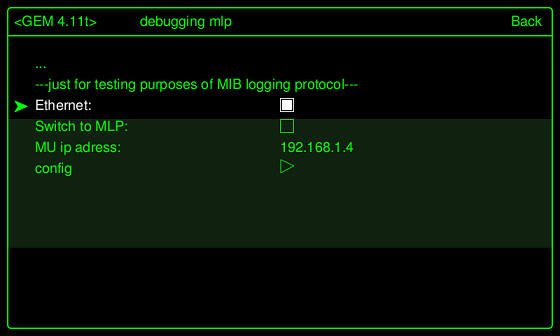 <GEM 4.11t> debugging mlp Back
...
---just for testing purposes of MIB logging protocol---
Ethernet:
Switch to MLP:
MU ip adress: 192.168.1.4
config